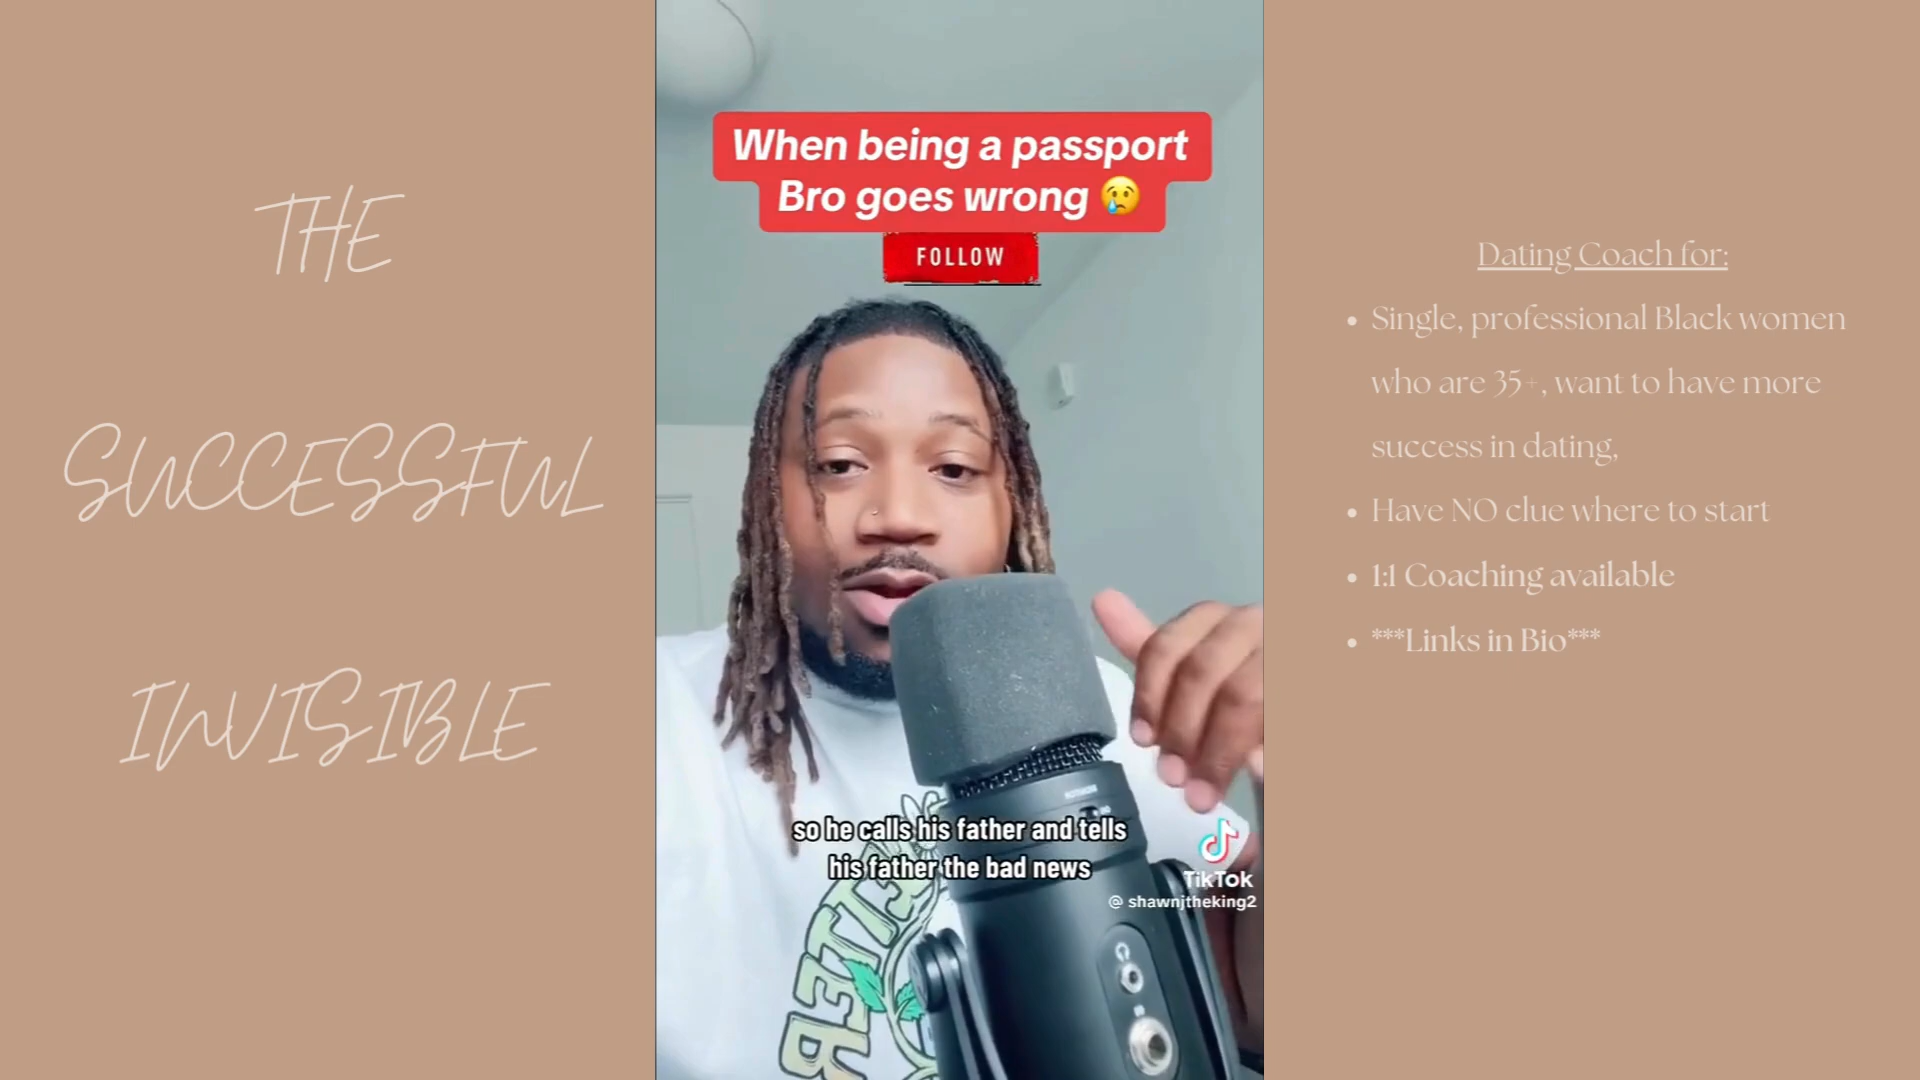 THE
SUCCESSFUL
INVISIBLE
When being a passport
Bro goes wrong 😢
FOLLOW
so he calls his father and tells
his father the bad news
TikTok
@ shawnjtheking2
Dating Coach for:
• Single, professional Black women
who are 35+, want to have more
success in dating,
• Have NO clue where to start
• 1:1 Coaching available
• ***Links in Bio***